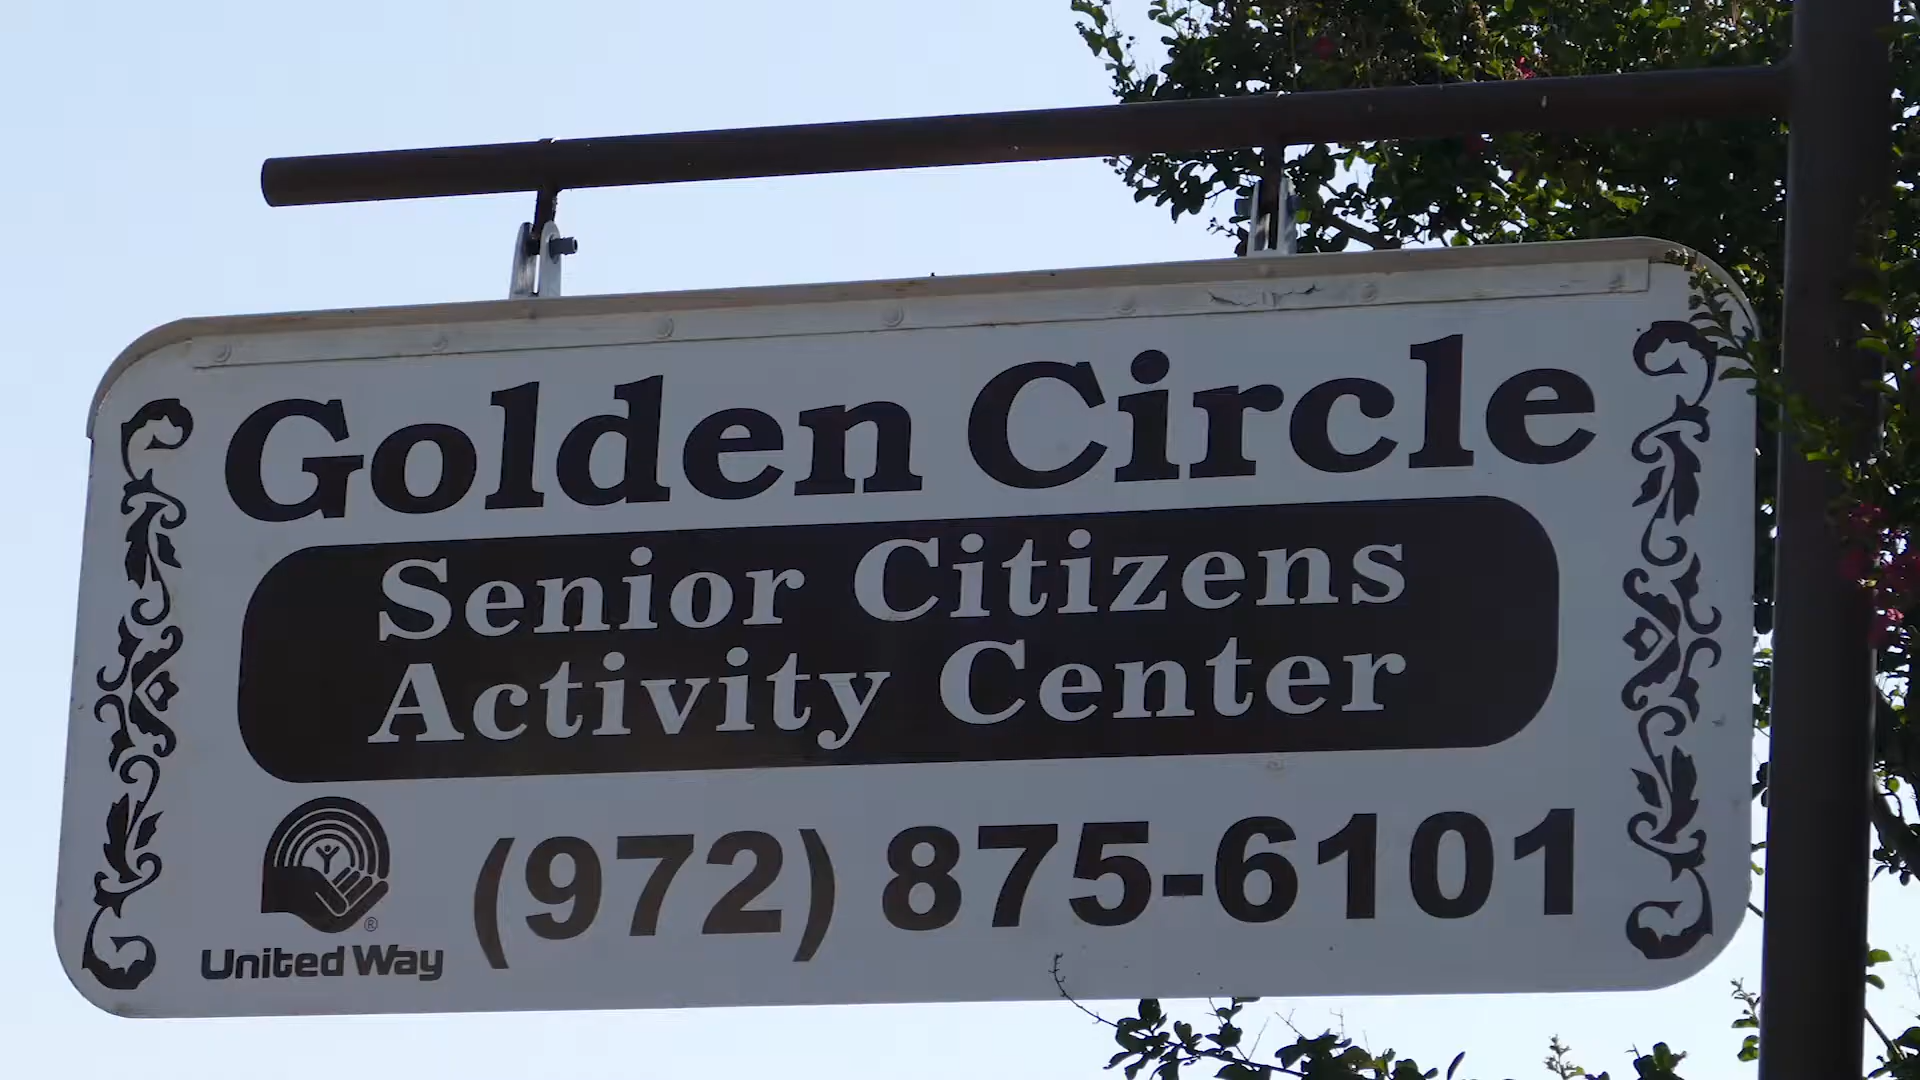 Golden Circle
Senior Citizens
Activity Center
(972) 875-6101
®
United Way